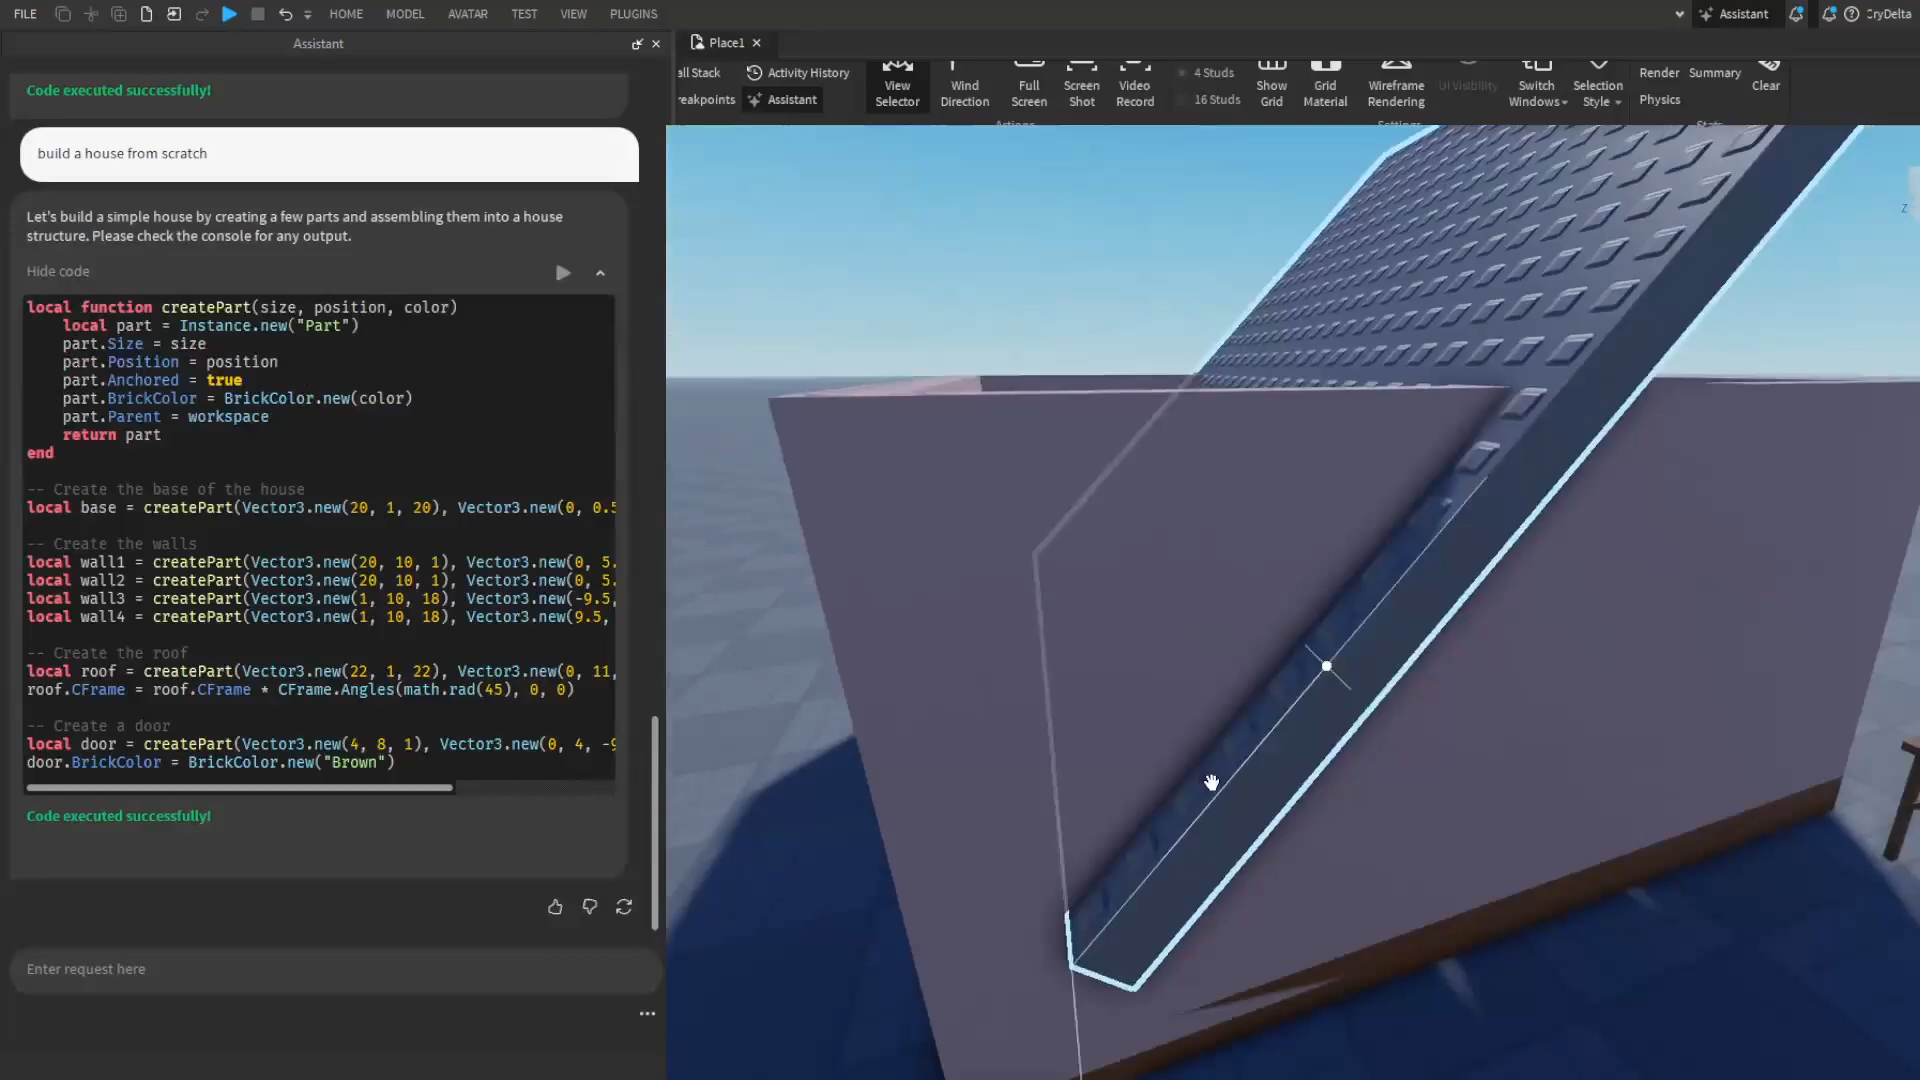 FILE HOME MODEL AVATAR TEST VIEW PLUGINS Assistant CryDelta
Assistant
Place1
all Stack Activity History
reakpoints Assistant
View Selector
Wind Direction
Full Screen
Screen Shot
Video Record
4 Studs
16 Studs
Show Grid
Grid Material
Wireframe Rendering
UI Visibility
Switch Windows
Selection Style
Render Summary
Physics
Clear
Actions Settings Stats
Code executed successfully!
build a house from scratch
Let's build a simple house by creating a few parts and assembling them into a house
structure. Please check the console for any output.
Hide code
local function createPart(size, position, color)
local part = Instance.new("Part")
part.Size = size
part.Position = position
part.Anchored = true
part.BrickColor = BrickColor.new(color)
part.Parent = workspace
return part
end
-- Create the base of the house
local base = createPart(Vector3.new(20, 1, 20), Vector3.new(0, 0.5
-- Create the walls
local wall1 = createPart(Vector3.new(20, 10, 1), Vector3.new(0, 5.
local wall2 = createPart(Vector3.new(20, 10, 1), Vector3.new(0, 5.
local wall3 = createPart(Vector3.new(1, 10, 18), Vector3.new(-9.5,
local wall4 = createPart(Vector3.new(1, 10, 18), Vector3.new(9.5,
-- Create the roof
local roof = createPart(Vector3.new(22, 1, 22), Vector3.new(0, 11,
roof.CFrame = roof.CFrame * CFrame.Angles(math.rad(45), 0, 0)
-- Create a door
local door = createPart(Vector3.new(4, 8, 1), Vector3.new(0, 4, -9
door.BrickColor = BrickColor.new("Brown")
Code executed successfully!
Enter request here
Z